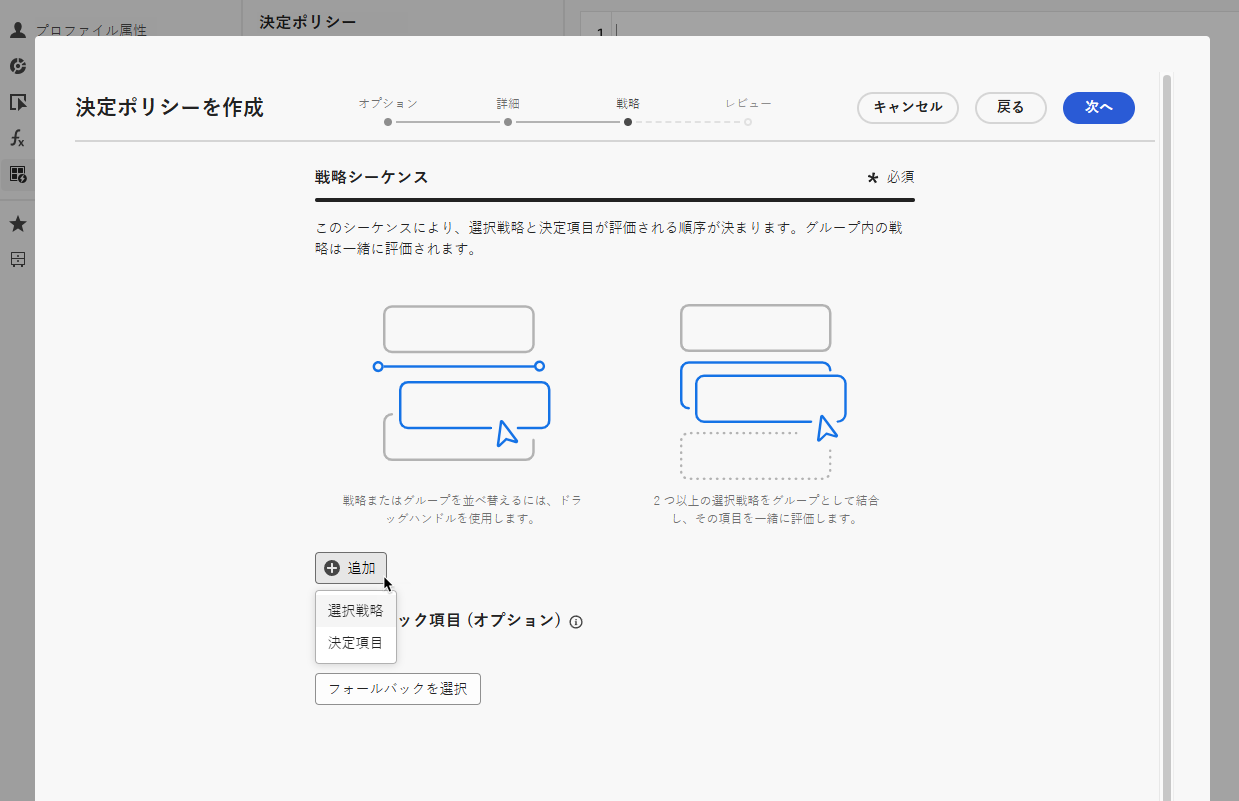 プロファイル属性
決定ポリシー
1
決定ポリシーを作成
オプション
詳細
戦略
レビュー
キャンセル
戻る
次へ
戦略シーケンス
* 必須
このシーケンスにより、選択戦略と決定項目が評価される順序が決まります。グループ内の戦
略は一緒に評価されます。
戦略またはグループを並べ替えるには、ドラ
ッグハンドルを使用します。
2 つ以上の選択戦略をグループとして結合
し、その項目を一緒に評価します。
追加
選択戦略
ック項目 (オプション)
決定項目
フォールバックを選択